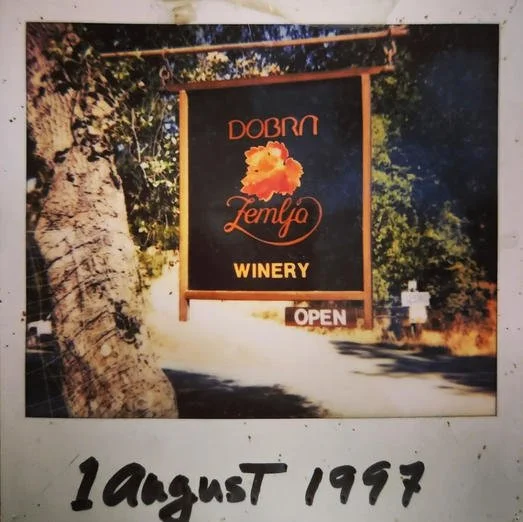 DOBRA
Zemlja
WINERY
OPEN
1 August 1997